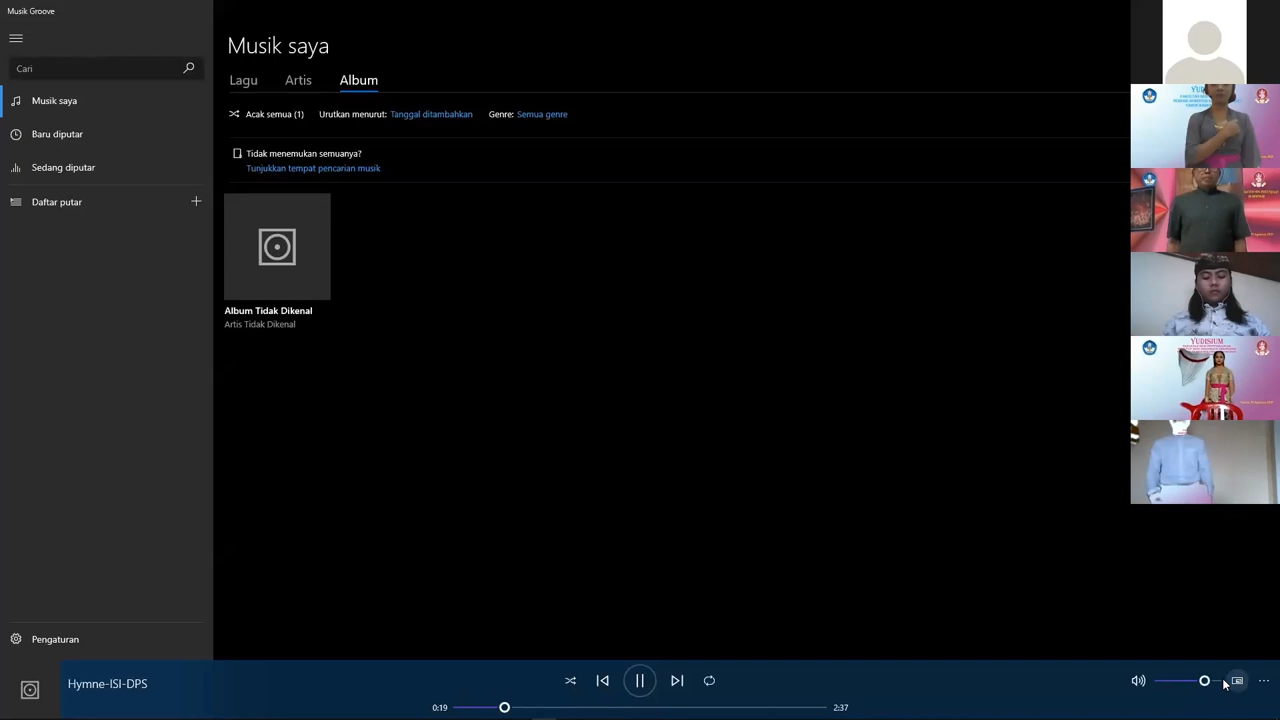 Musik Groove
Cari
Musik saya
Baru diputar
Sedang diputar
Daftar putar
Pengaturan
Musik saya
Lagu Artis Album
Acak semua (1) Urutkan menurut: Tanggal ditambahkan Genre: Semua genre
Tidak menemukan semuanya?
Tunjukkan tempat pencarian musik
Album Tidak Dikenal
Artis Tidak Dikenal
YUDISIUM
Hymne-ISI-DPS
0:19
2:37